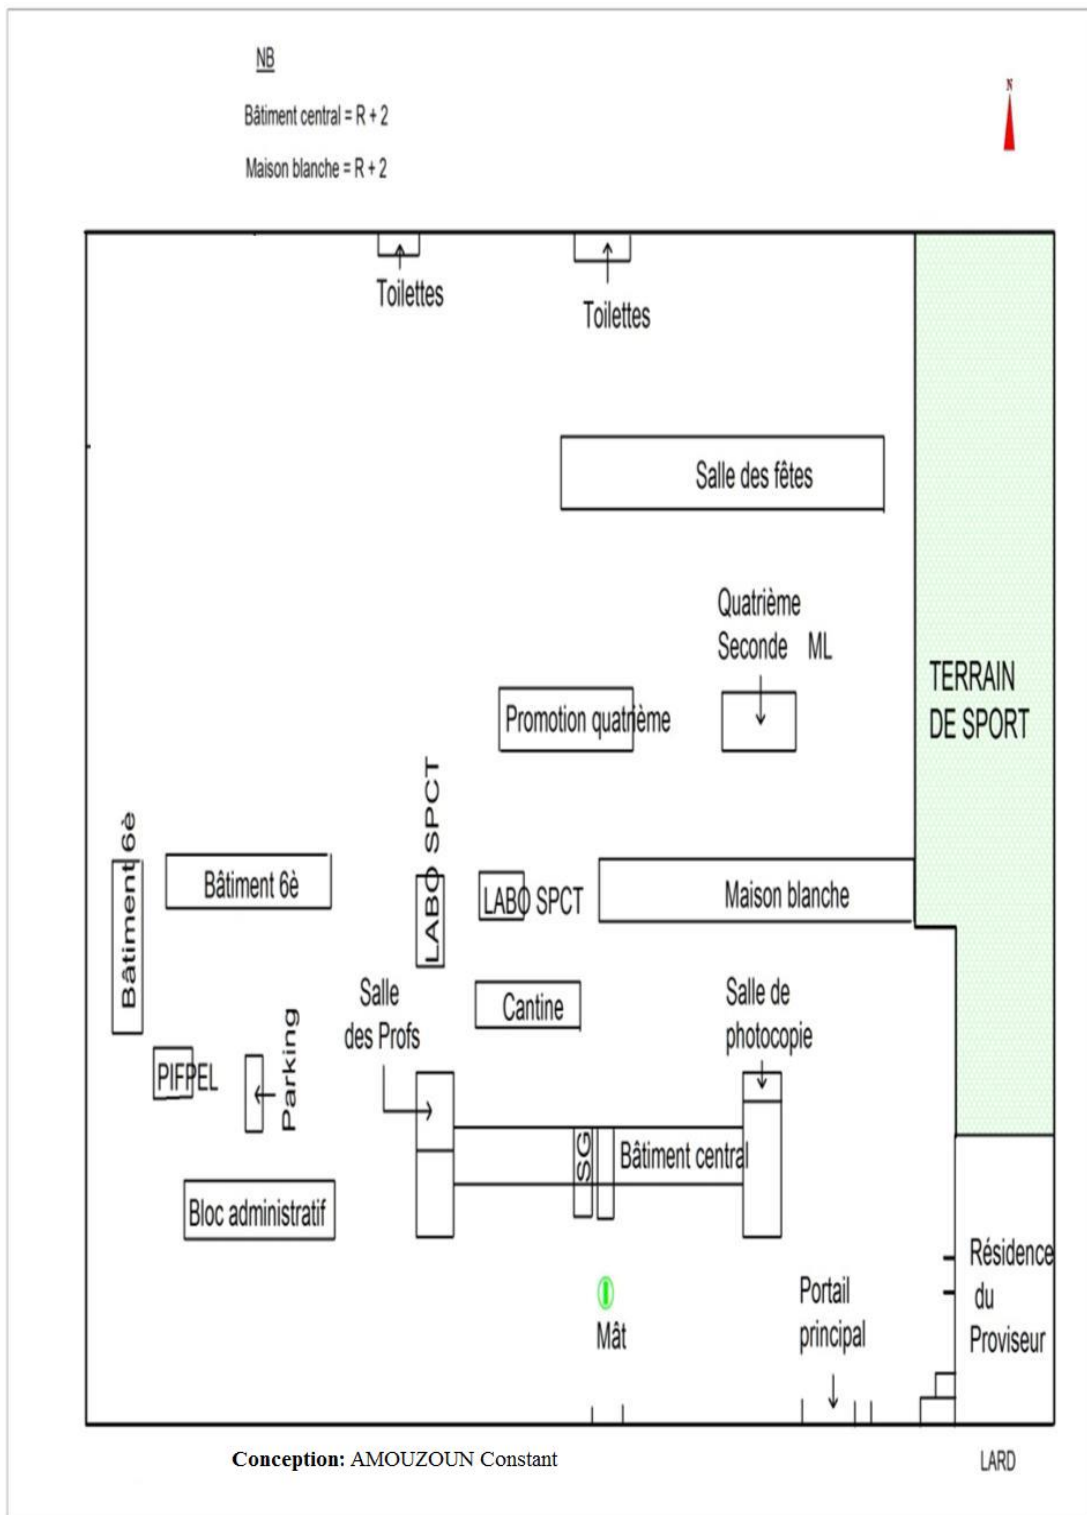 NB
N
Bâtiment central = R + 2
Maison blanche = R + 2
Toilettes
Toilettes
Salle des fêtes
Quatrième
Seconde ML
TERRAIN
DE SPORT
Promotion quatrième
LABO SPCT
Bâtiment 6è
Bâtiment 6è
LABO SPCT
Maison blanche
Salle
des Profs
Cantine
Salle de
photocopie
PIFPEL
Parking
SG
Bâtiment central
Bloc administratif
Résidence
du
Proviseur
Portail
principal
Mât
Conception: AMOUZOUN Constant
LARD